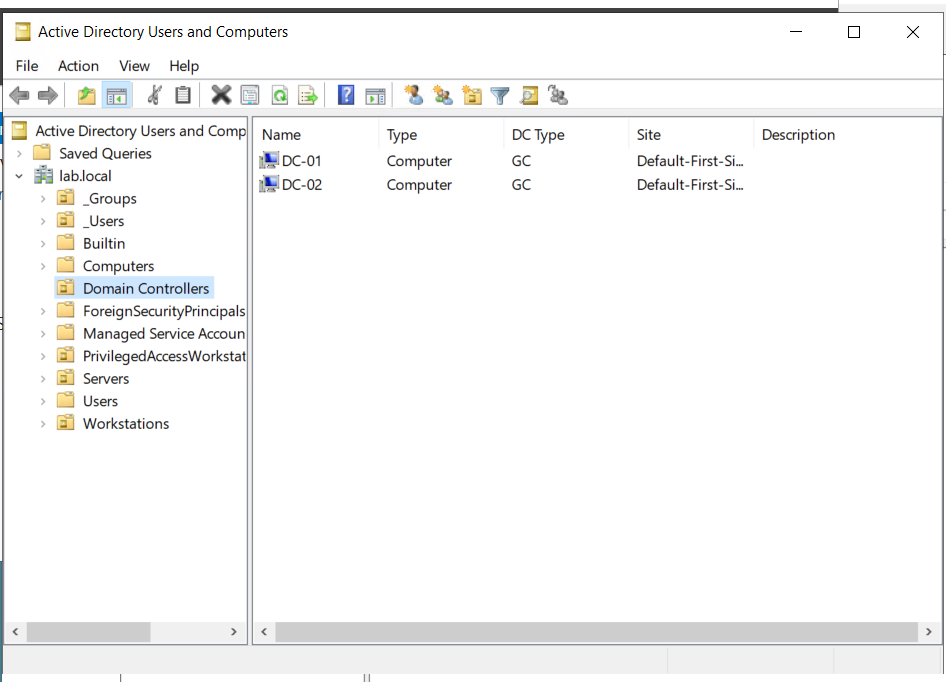 Active Directory Users and Computers
File Action View Help
Active Directory Users and Comp
Saved Queries
lab.local
_Groups
_Users
Builtin
Computers
Domain Controllers
ForeignSecurityPrincipals
Managed Service Accoun
PrivilegedAccessWorkstat
Servers
Users
Workstations
Name Type DC Type Site Description
DC-01 Computer GC Default-First-Si...
DC-02 Computer GC Default-First-Si...